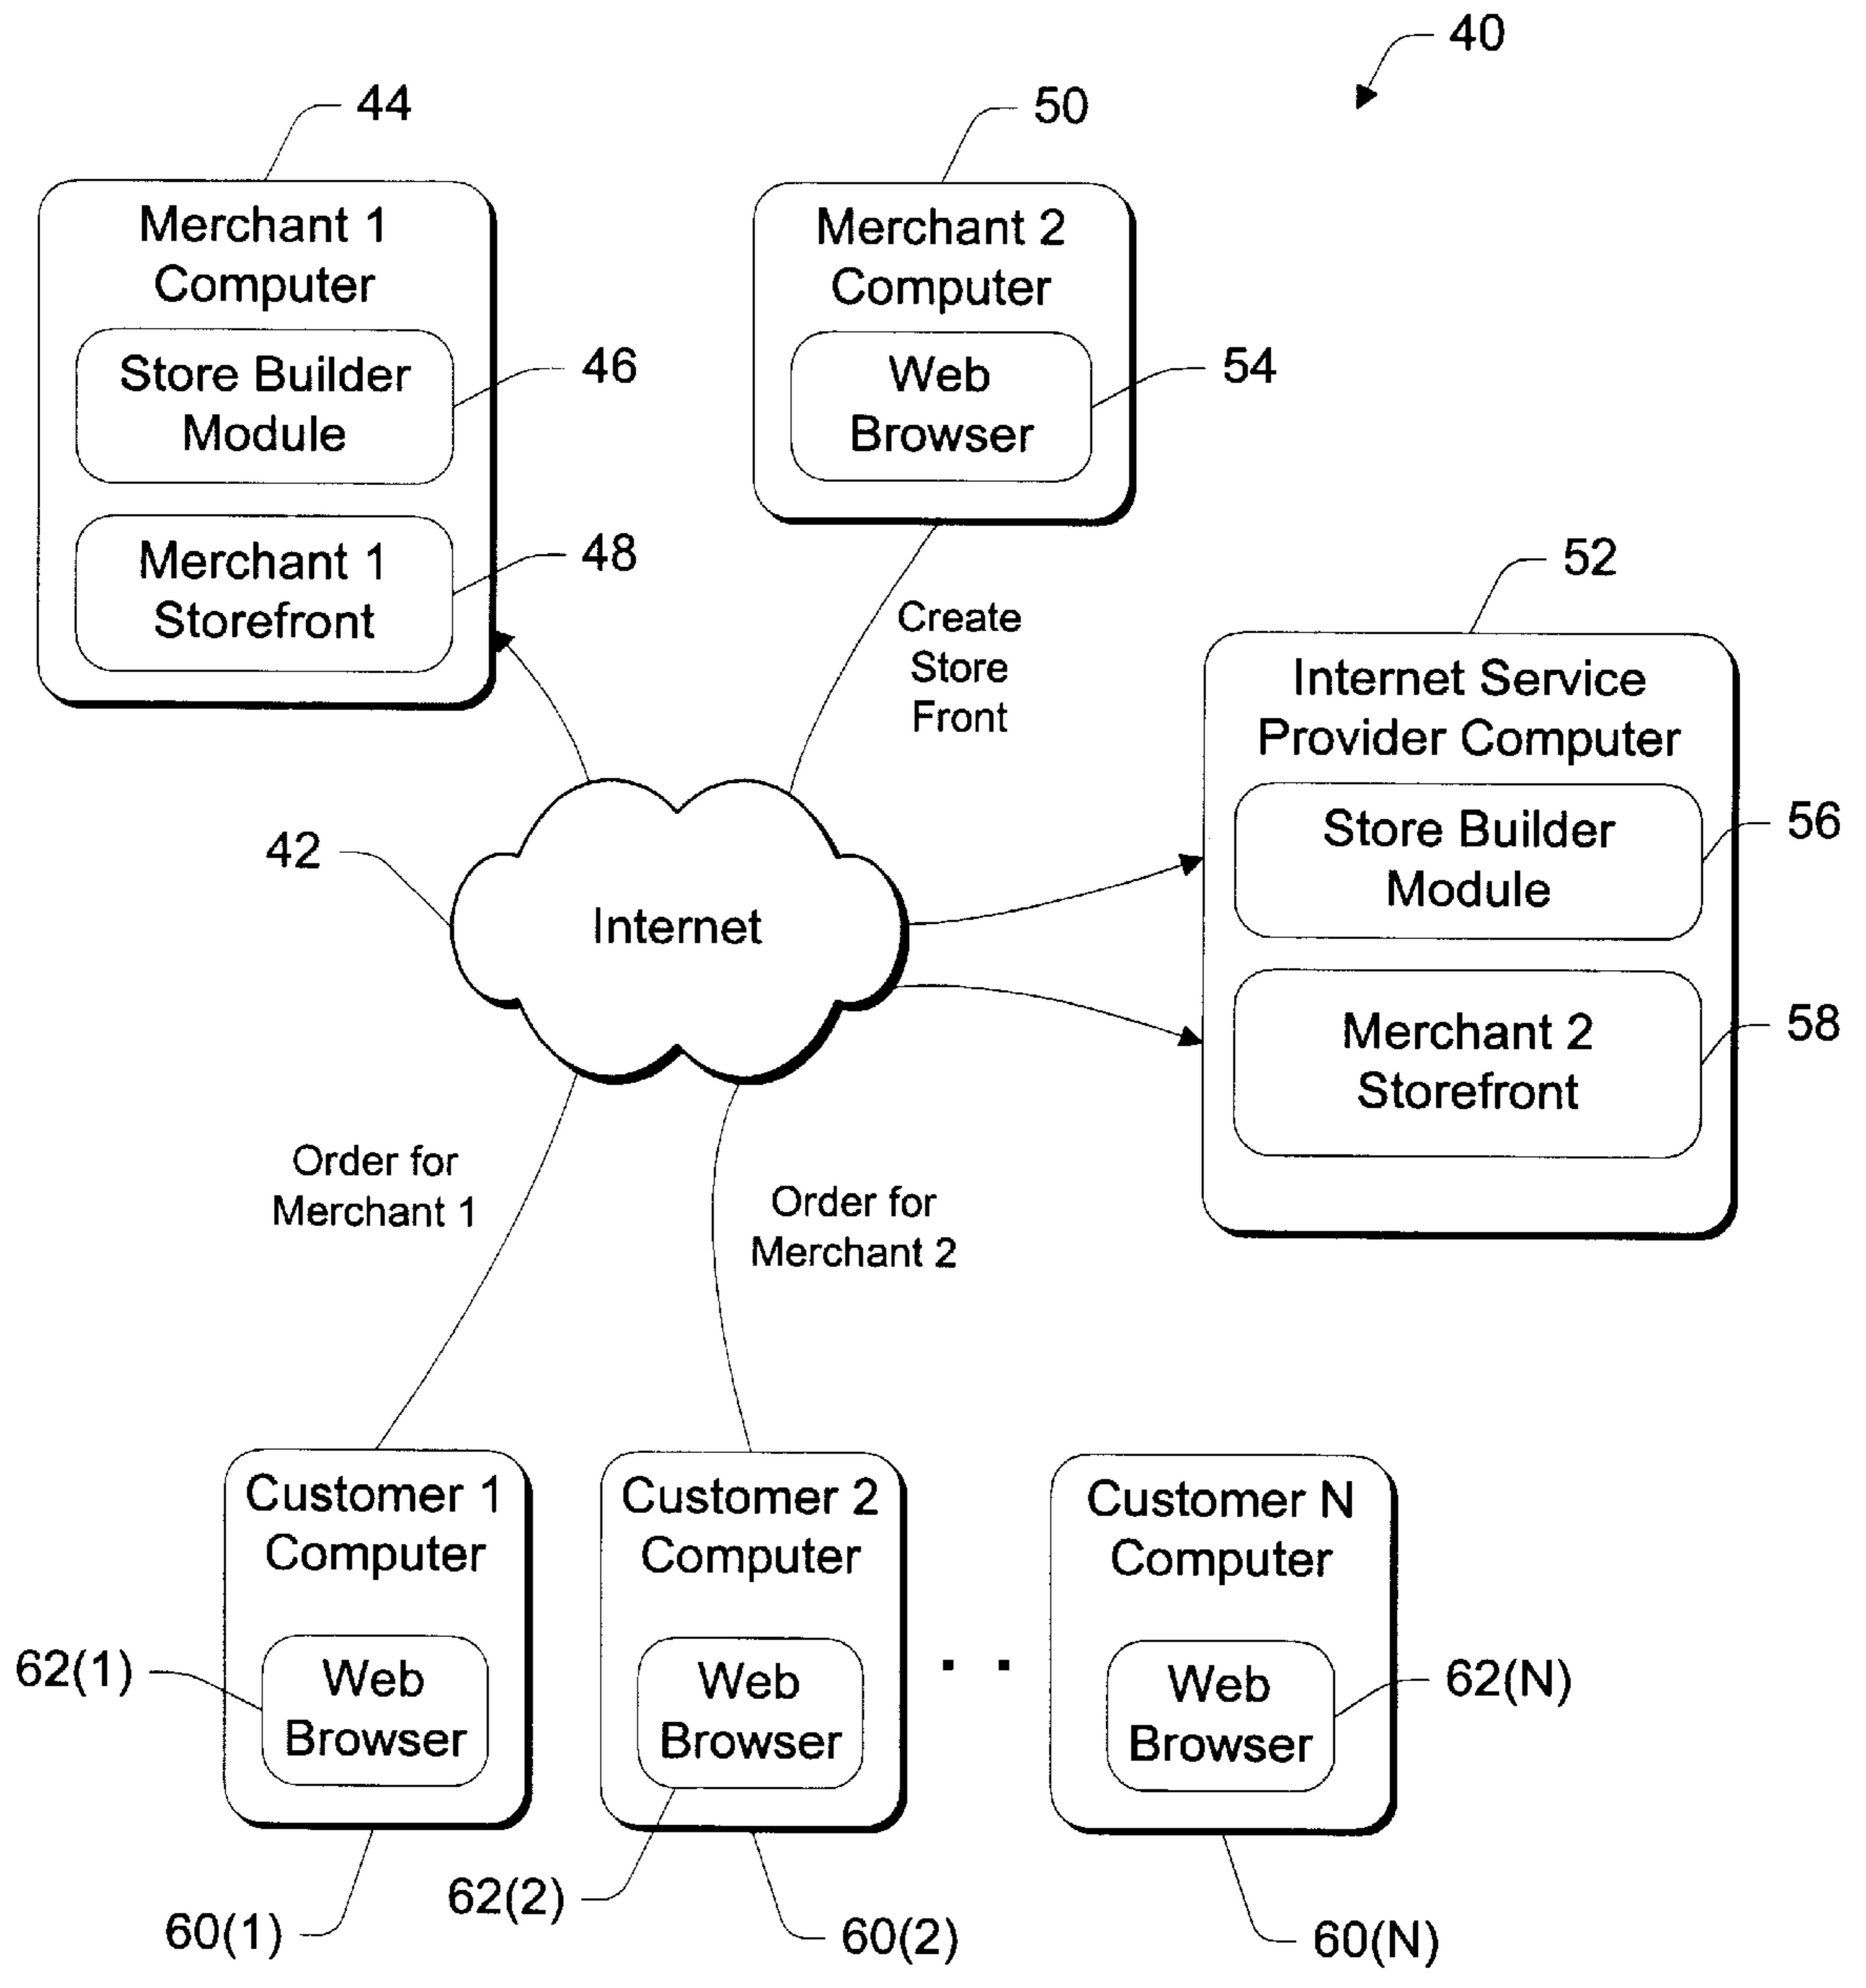 40
44
50
Merchant 1
Computer
Merchant 2
Computer
Store Builder
Module
46
Web
Browser
54
Merchant 1
Storefront
48
52
Create
Store
Front
Internet Service
Provider Computer
Store Builder
Module
56
42
Internet
Merchant 2
Storefront
58
Order for
Merchant 1
Order for
Merchant 2
Customer 1
Computer
Customer 2
Computer
Customer N
Computer
62(1)
Web
Browser
Web
Browser
. .
Web
Browser
62(N)
62(2)
60(1)
60(2)
60(N)